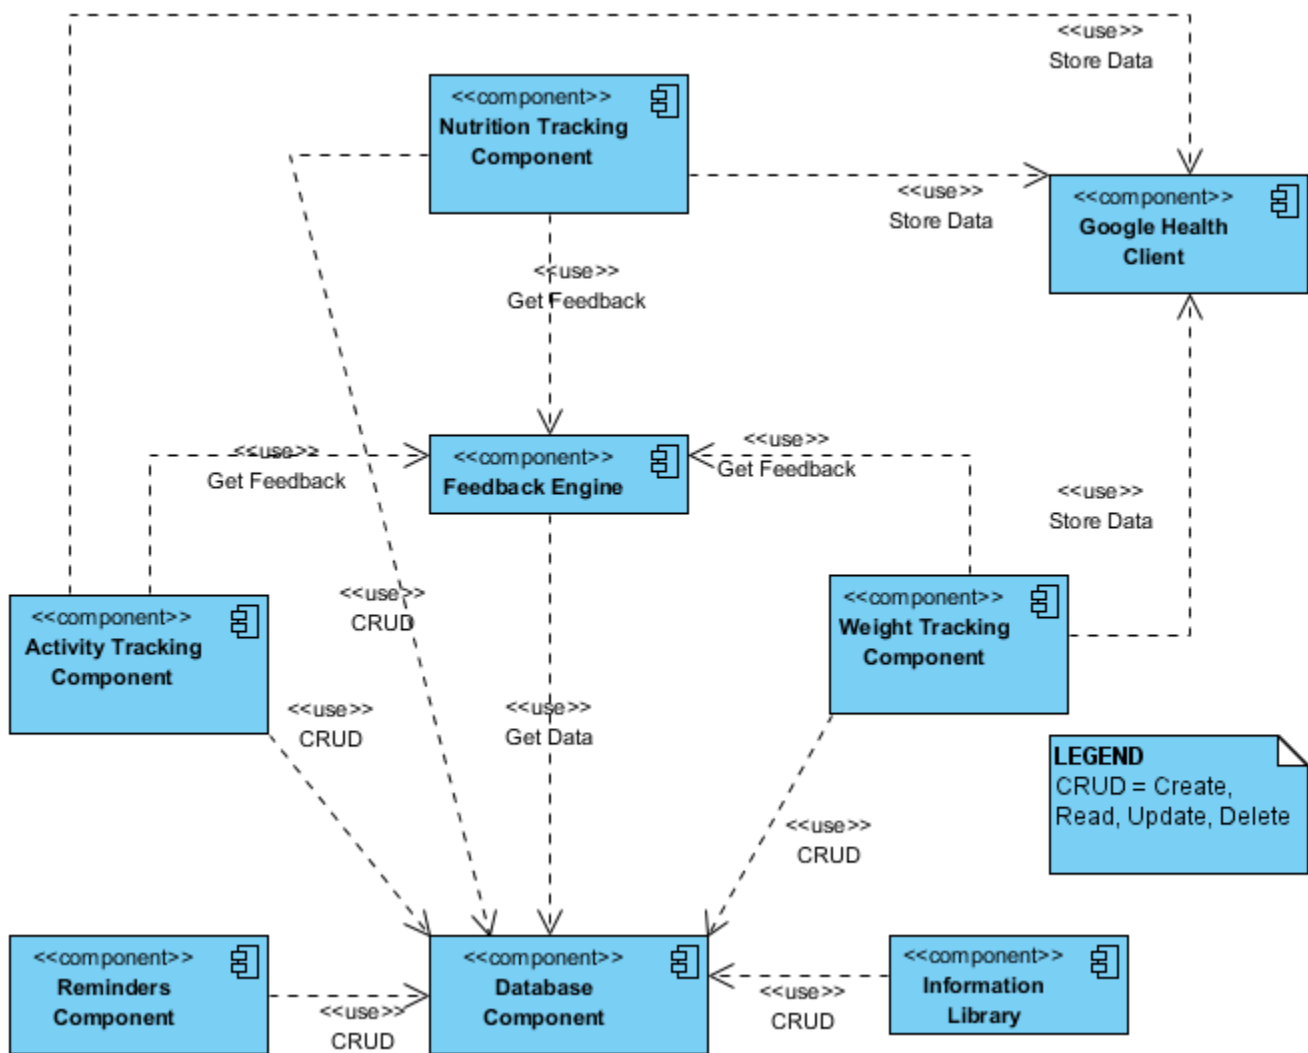 <<use>>
Store Data
<<component>>
Nutrition Tracking
Component
<<use>>
Store Data
<<component>>
Google Health
Client
<<use>>
Get Feedback
<<use>>
Get Feedback
<<component>>
Feedback Engine
<<use>>
Get Feedback
<<use>>
Store Data
<<component>>
Activity Tracking
Component
<<use>>
CRUD
<<component>>
Weight Tracking
Component
<<use>>
CRUD
<<use>>
Get Data
LEGEND
CRUD = Create,
Read, Update, Delete
<<use>>
CRUD
<<component>>
Reminders
Component
<<use>>
CRUD
<<component>>
Database
Component
<<use>>
CRUD
<<component>>
Information
Library